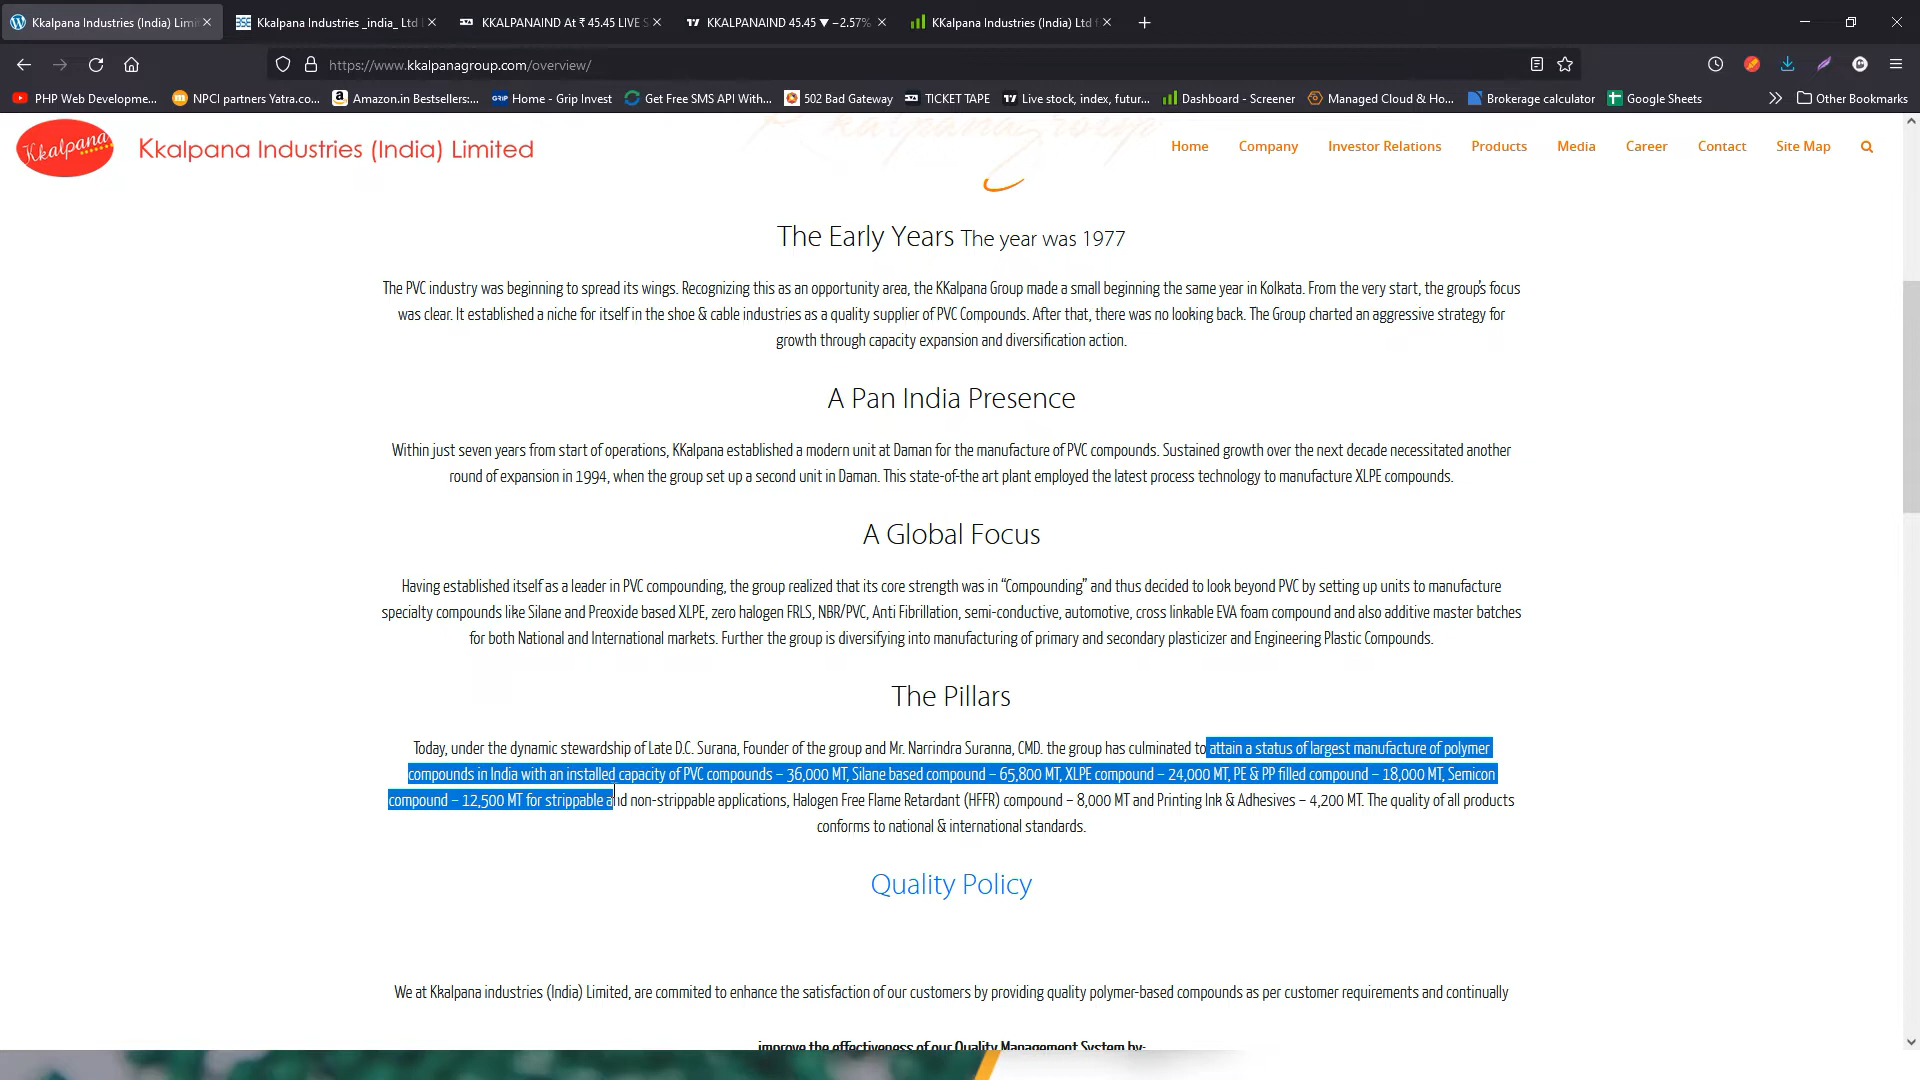 Kkalpana Industries (India) Limi
Kkalpana Industries _india_ Ltd
KKALPANAIND At ₹ 45.45 LIVE S
KKALPANAIND 45.45 ▼ −2.57%
KKalpana Industries (India) Ltd f
https://www.kkalpanagroup.com/overview/
PHP Web Developme...
NPCI partners Yatra.co...
Amazon.in Bestsellers:...
GRIP
Home - Grip Invest
Get Free SMS API With...
502 Bad Gateway
TICKET TAPE
Live stock, index, futur...
Dashboard - Screener
Managed Cloud & Ho...
Brokerage calculator
Google Sheets
Other Bookmarks
Kkalpana
Kkalpana Industries (India) Limited
Home
Company
Investor Relations
Products
Media
Career
Contact
Site Map
Kkalpanagroup
The Early Years The year was 1977
The PVC industry was beginning to spread its wings. Recognizing this as an opportunity area, the KKalpana Group made a small beginning the same year in Kolkata. From the very start, the group's focus
was clear. It established a niche for itself in the shoe & cable industries as a quality supplier of PVC Compounds. After that, there was no looking back. The Group charted an aggressive strategy for
growth through capacity expansion and diversification action.
A Pan India Presence
Within just seven years from start of operations, KKalpana established a modern unit at Daman for the manufacture of PVC compounds. Sustained growth over the next decade necessitated another
round of expansion in 1994, when the group set up a second unit in Daman. This state-of-the art plant employed the latest process technology to manufacture XLPE compounds.
A Global Focus
Having established itself as a leader in PVC compounding, the group realized that its core strength was in “Compounding” and thus decided to look beyond PVC by setting up units to manufacture
specialty compounds like Silane and Preoxide based XLPE, zero halogen FRLS, NBR/PVC, Anti Fibrillation, semi-conductive, automotive, cross linkable EVA foam compound and also additive master batches
for both National and International markets. Further the group is diversifying into manufacturing of primary and secondary plasticizer and Engineering Plastic Compounds.
The Pillars
Today, under the dynamic stewardship of Late D.C. Surana, Founder of the group and Mr. Narrindra Suranna, CMD. the group has culminated to attain a status of largest manufacture of polymer
compounds in India with an installed capacity of PVC compounds – 36,000 MT, Silane based compound – 65,800 MT, XLPE compound – 24,000 MT, PE & PP filled compound – 18,000 MT, Semicon
compound – 12,500 MT for strippable and non-strippable applications, Halogen Free Flame Retardant (HFFR) compound – 8,000 MT and Printing Ink & Adhesives – 4,200 MT. The quality of all products
conforms to national & international standards.
Quality Policy
We at Kkalpana industries (India) Limited, are commited to enhance the satisfaction of our customers by providing quality polymer-based compounds as per customer requirements and continually
improve the effectiveness of our Quality Management System by: